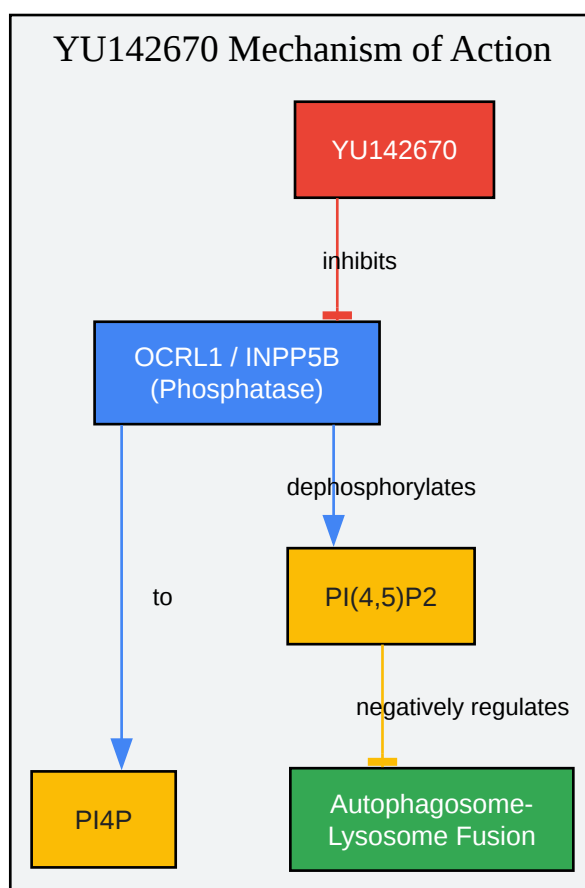 YU142670 Mechanism of Action
YU142670
inhibits
OCRL1 / INPP5B
(Phosphatase)
dephosphorylates
PI(4,5)P2
to
negatively regulates
PI4P
Autophagosome-
Lysosome Fusion